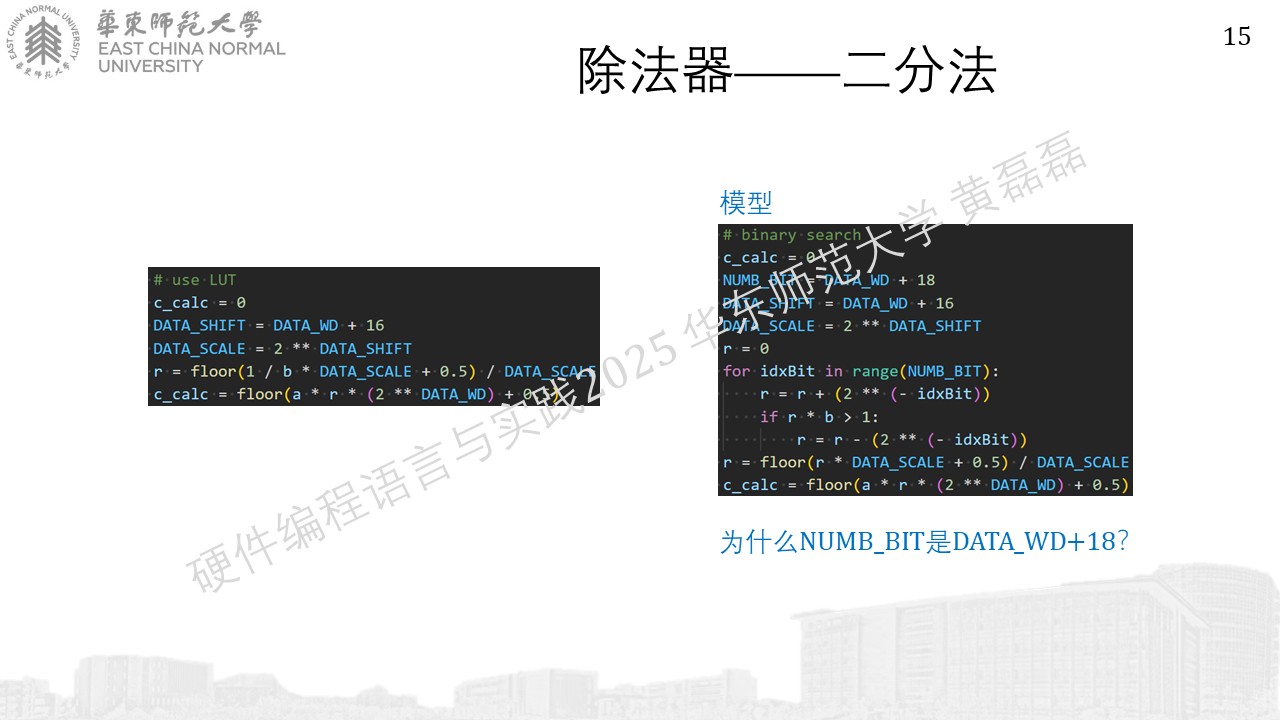 EAST CHINA NORMAL UNIVERSITY
華東師範大學
華東師範大學
EAST CHINA NORMAL
UNIVERSITY
15
除法器——二分法
# use LUT
c_calc = 0
DATA_SHIFT = DATA_WD + 16
DATA_SCALE = 2 ** DATA_SHIFT
r = floor(1 / b * DATA_SCALE + 0.5) / DATA_SCALE
c_calc = floor(a * r * (2 ** DATA_WD) + 0.5)
模型
# binary search
c_calc = 0
NUMB_BIT = DATA_WD + 18
DATA_SHIFT = DATA_WD + 16
DATA_SCALE = 2 ** DATA_SHIFT
r = 0
for idxBit in range(NUMB_BIT):
    r = r + (2 ** (- idxBit))
    if r * b > 1:
        r = r - (2 ** (- idxBit))
r = floor(r * DATA_SCALE + 0.5) / DATA_SCALE
c_calc = floor(a * r * (2 ** DATA_WD) + 0.5)
为什么NUMB_BIT是DATA_WD+18?
硬件编程语言与实践2025 华东师范大学 黄磊磊